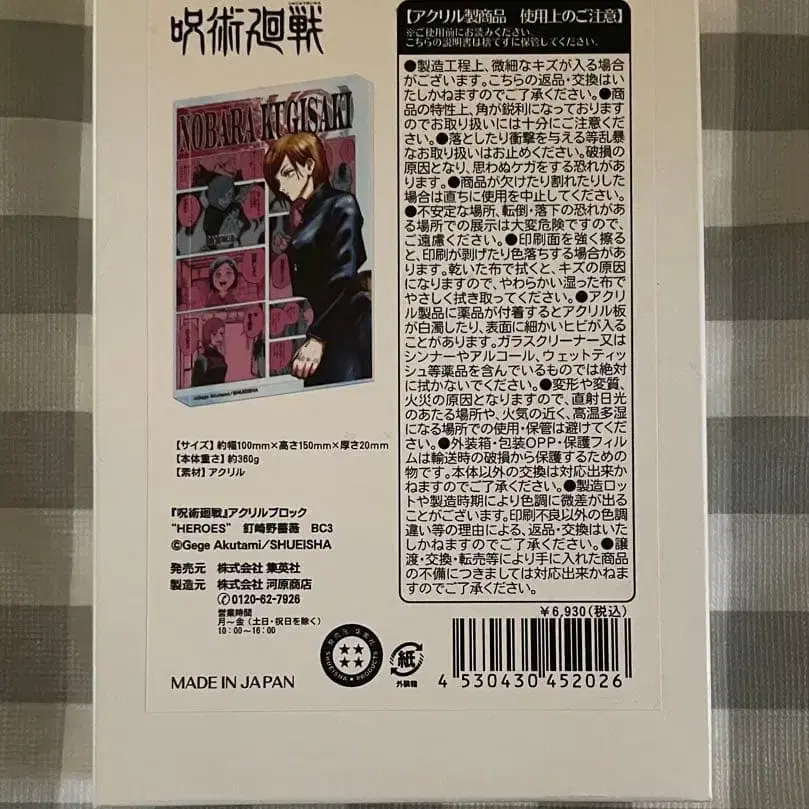 呪術廻戦
NOBARA KUGISAKI
©Gege Akutami/SHUEISHA
【サイズ】約幅100mm×高さ150mm×厚さ20mm
【本体重さ】約360g
【素材】アクリル
『呪術廻戦』アクリルブロック
"HEROES" 釘崎野薔薇 BC3
©Gege Akutami/SHUEISHA
発売元 株式会社 集英社
製造元 株式会社 河原商店
0120-62-7926
営業時間
月〜金(土日・祝日を除く)
10:00〜16:00
MADE IN JAPAN
【アクリル製商品 使用上のご注意】
※ご使用前にお読みください。
こちらの説明書は捨てずに保管してください。
●製造工程上、微細なキズが入る場合
がございます。こちらの返品・交換はい
たしかねますのでご了承ください。●商
品の特性上、角が鋭利になっております
のでお取り扱いには十分にご注意くださ
い。●落としたり衝撃を与える等乱暴
なお取り扱いはお止めください。破損の
原因となり、思わぬケガをする恐れがあ
ります。●商品が欠けたり割れたりした
場合は直ちに使用を中止してください。
●不安定な場所、転倒・落下の恐れがあ
る場所での展示は大変危険ですので、
ご遠慮ください。●印刷面を強く擦る
と、印刷が剥げたり色落ちする場合があ
ります。乾いた布で拭くと、キズの原因
になりますので、やわらかい湿った布で
やさしく拭き取ってください。●アクリ
ル製品に薬品が付着するとアクリル板
が白濁したり、表面に細かいヒビが入る
ことがあります。ガラスクリーナー又は
シンナーやアルコール、ウェットティッ
シュ等薬品を含んでいるものでは絶対
に拭かないでください。●変形や変質、
火災の原因となりますので、直射日光
のあたる場所や、火気の近く、高温多湿
になる場所での使用・保管は避けてくだ
さい。●外装箱・包装OPP・保護フィル
ムは輸送時の破損から保護するための
物です。本体以外の交換は対応出来か
ねますのでご了承ください。●製造ロッ
トや製造時期により色調に微差が出る
ことがございます。印刷不良以外の色調
違い等の理由による、返品・交換はいた
しかねますのでご了承ください。●譲
渡・交換・転売等により手に入れた商品
の不備につきましては対応出来かねま
すのでご了承ください。
¥6,930(税込)
SHUEISHA PRODUCTS
紙
外装箱
4 530430 452026